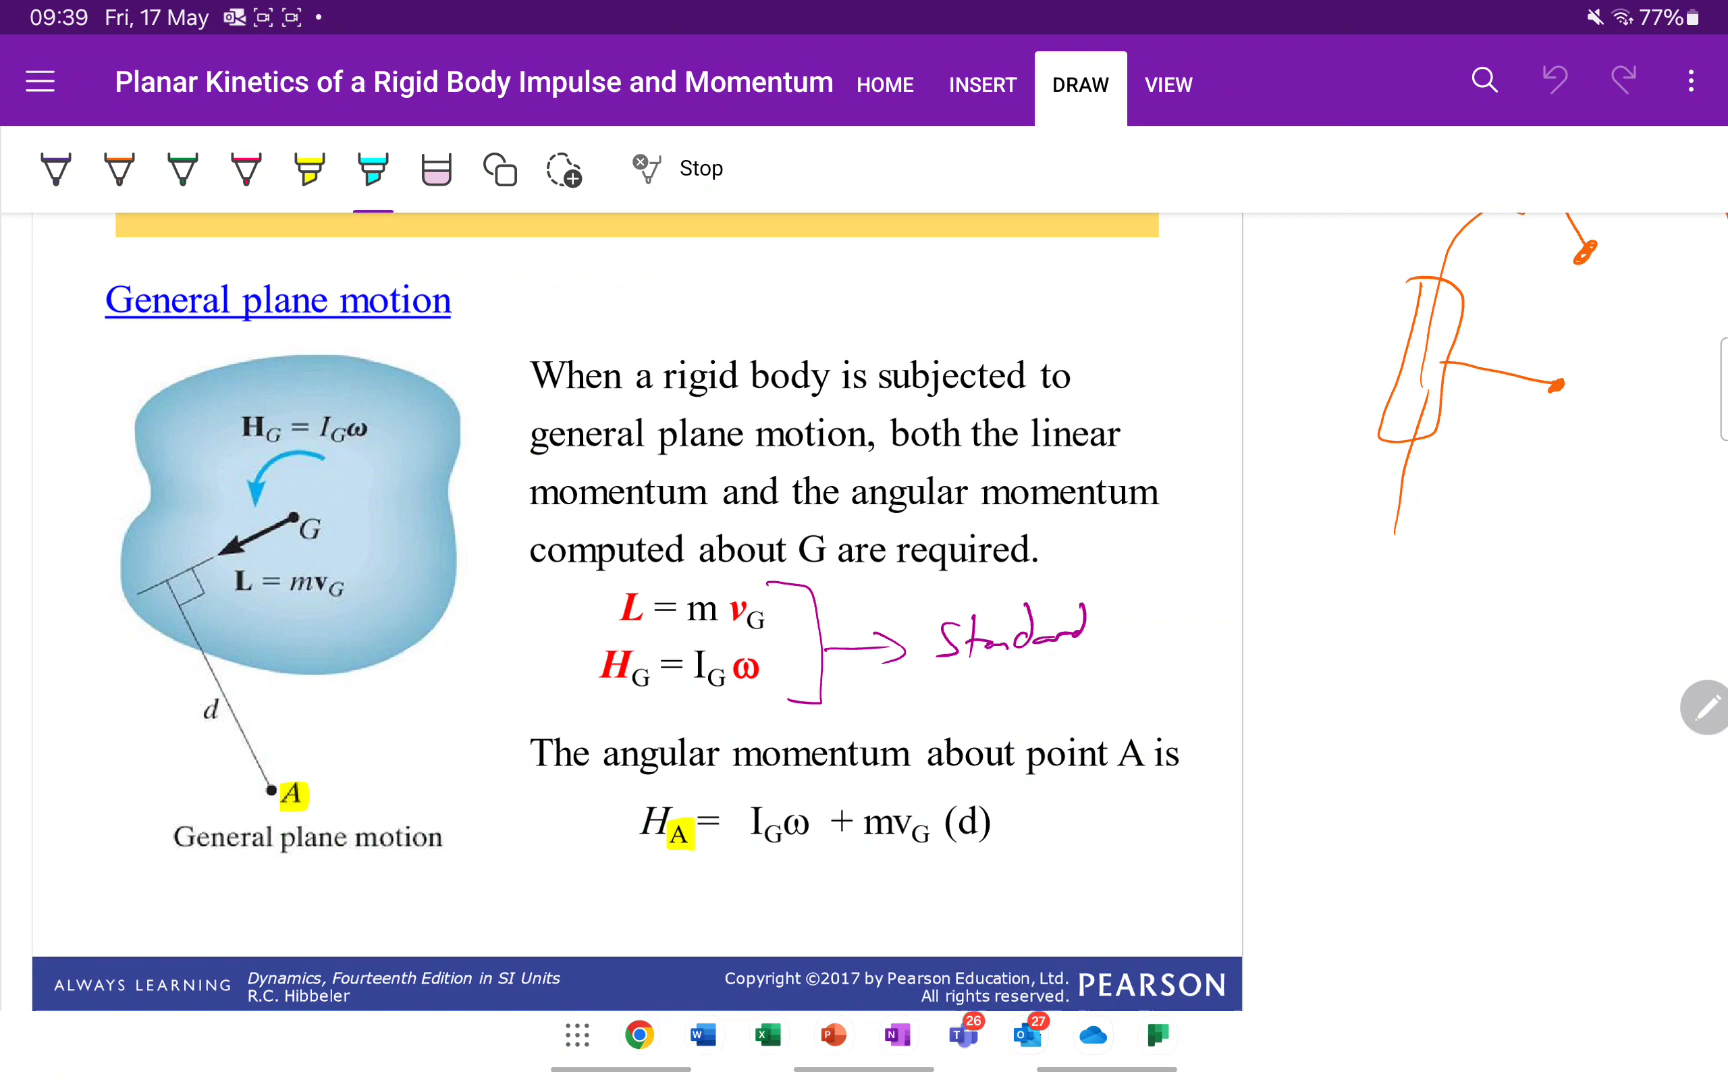 09:39 Fri, 17 May
77%
Planar Kinetics of a Rigid Body Impulse and Momentum HOME INSERT DRAW VIEW
Stop
General plane motion
H_G = I_Gω
G
L = mv_G
d
A
General plane motion
When a rigid body is subjected to
general plane motion, both the linear
momentum and the angular momentum
computed about G are required.
L = m v_G
H_G = I_G ω
Standard
The angular momentum about point A is
H_A = I_Gω + mv_G (d)
ALWAYS LEARNING
Dynamics, Fourteenth Edition in SI Units
R.C. Hibbeler
Copyright ©2017 by Pearson Education, Ltd.
All rights reserved.
PEARSON
26
27